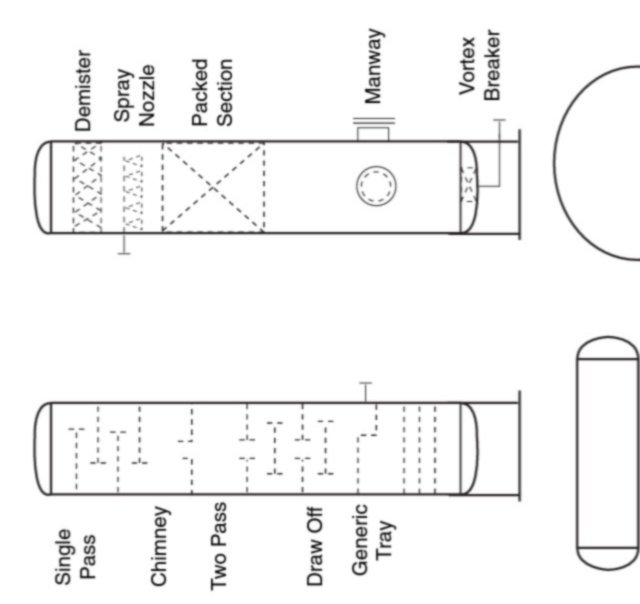 Demister
Spray
Nozzle
Packed
Section
Manway
Vortex
Breaker
Single
Pass
Chimney
Two Pass
Draw Off
Generic
Tray